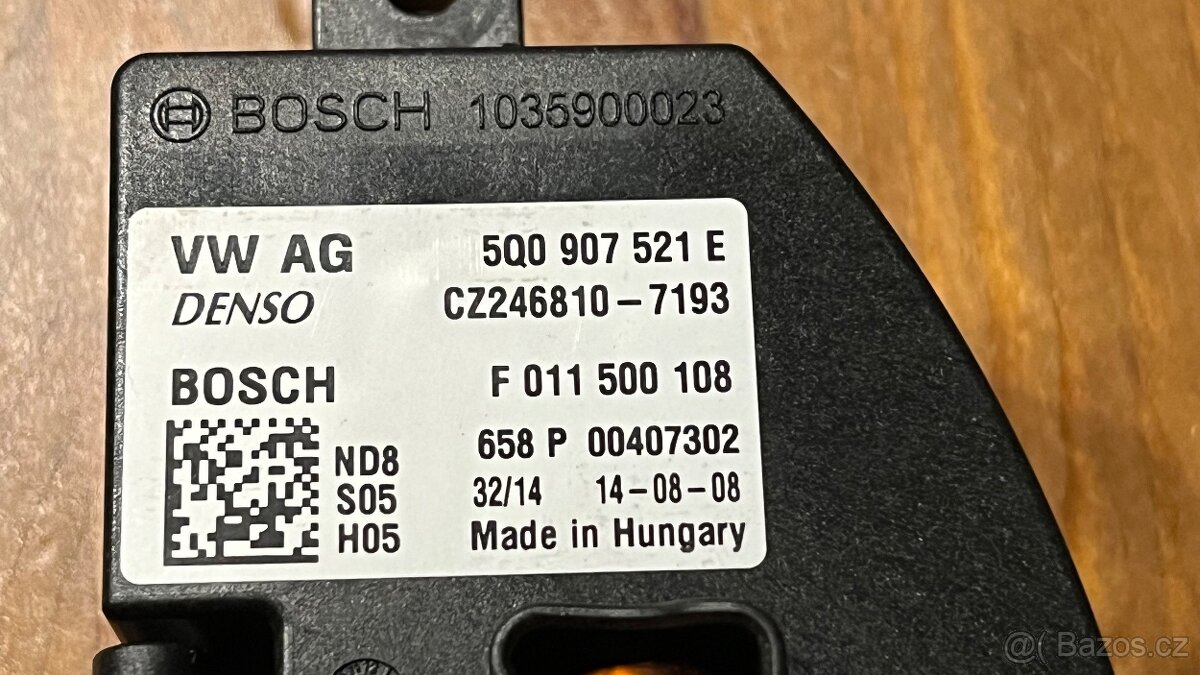 BOSCH 1035900023
VW AG 5Q0 907 521 E
DENSO CZ246810-7193
BOSCH F 011 500 108
658 P 00407302
ND8
S05 32/14 14-08-08
H05 Made in Hungary
@( Bazos.cz